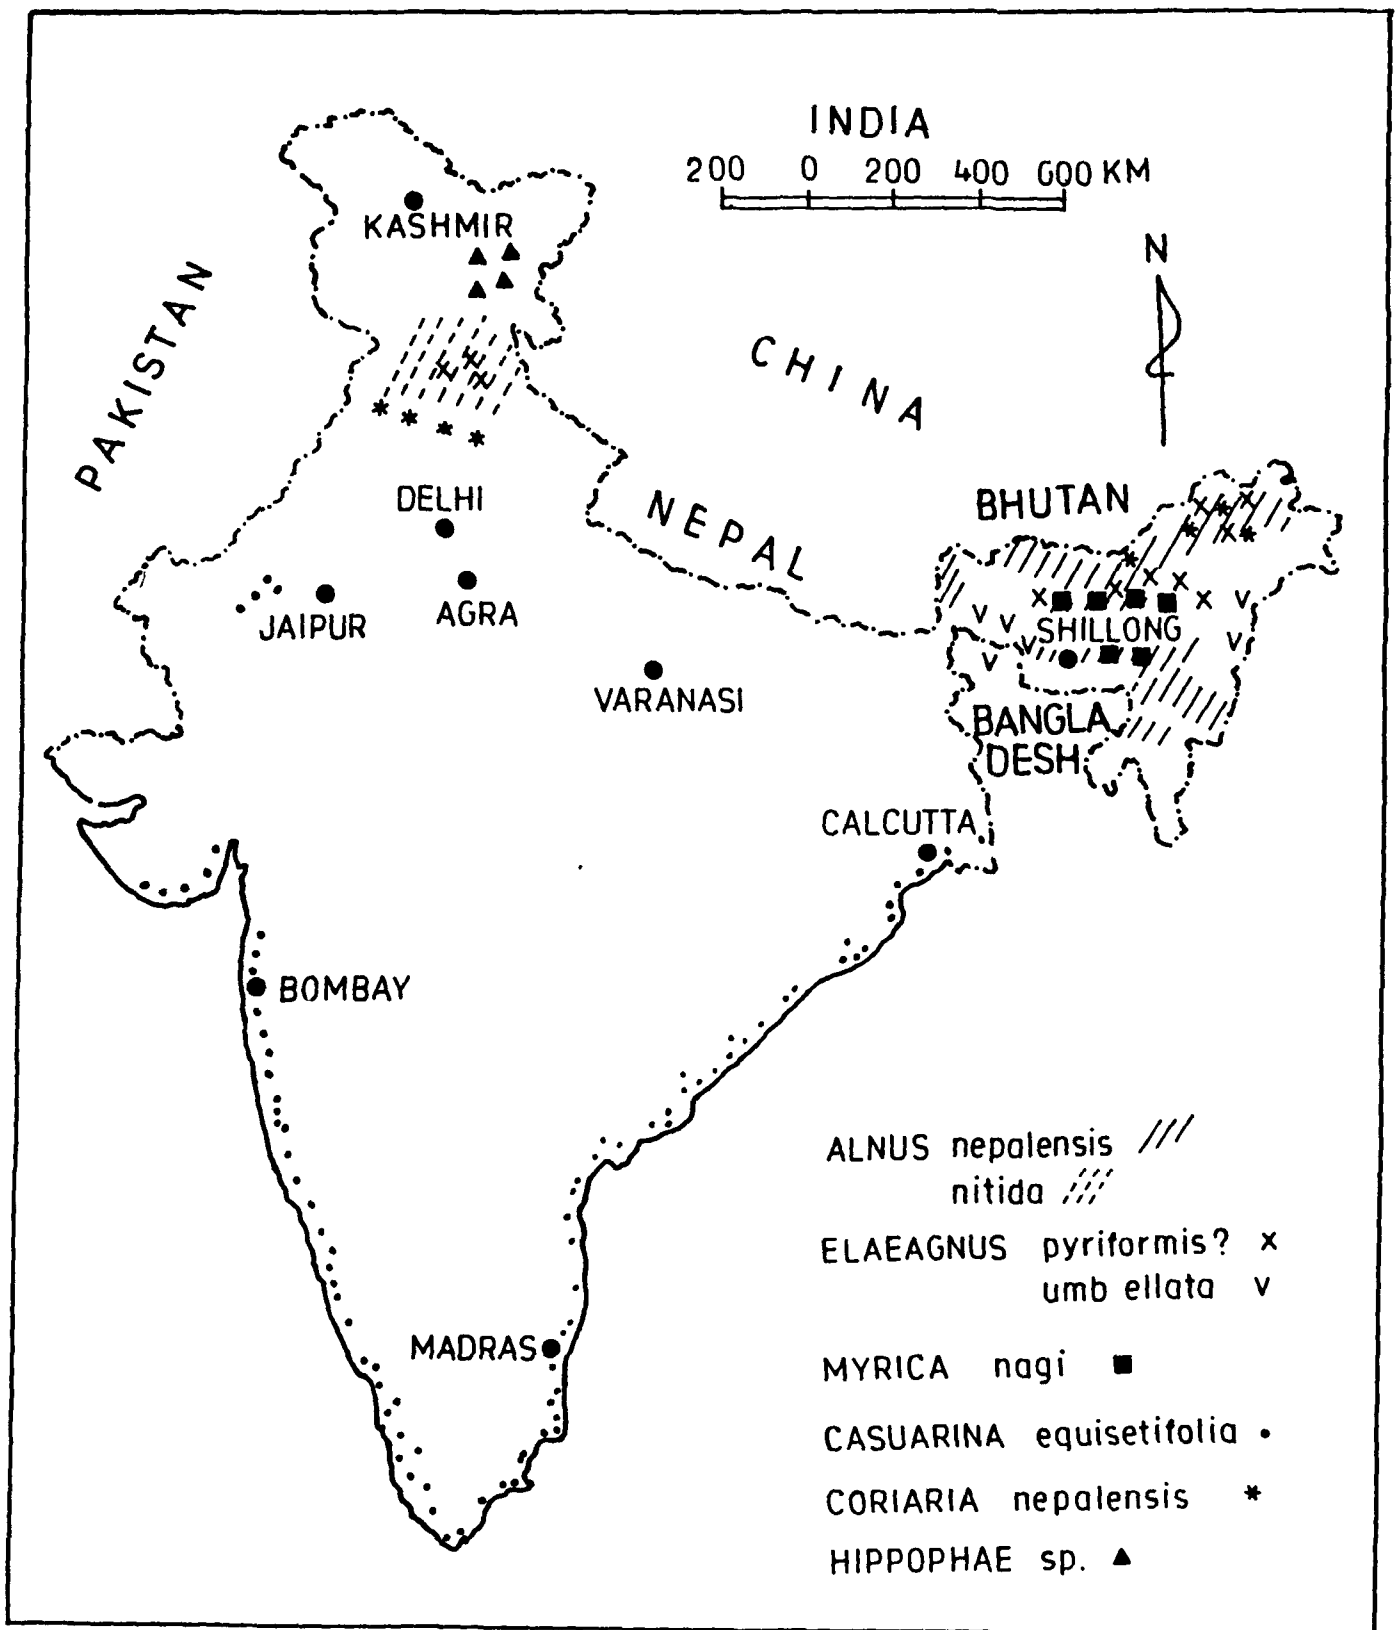 INDIA
200 0 200 400 600 KM
N
KASHMIR
PAKISTAN
CHINA
DELHI
NEPAL
BHUTAN
JAIPUR
AGRA
SHILLONG
VARANASI
BANGLA
DESH
CALCUTTA
BOMBAY
MADRAS
ALNUS nepalensis
nitida
ELAEAGNUS pyriformis? x
umb ellata v
MYRICA nagi ■
CASUARINA equisetifolia •
CORIARIA nepalensis *
HIPPOPHAE sp. ▲